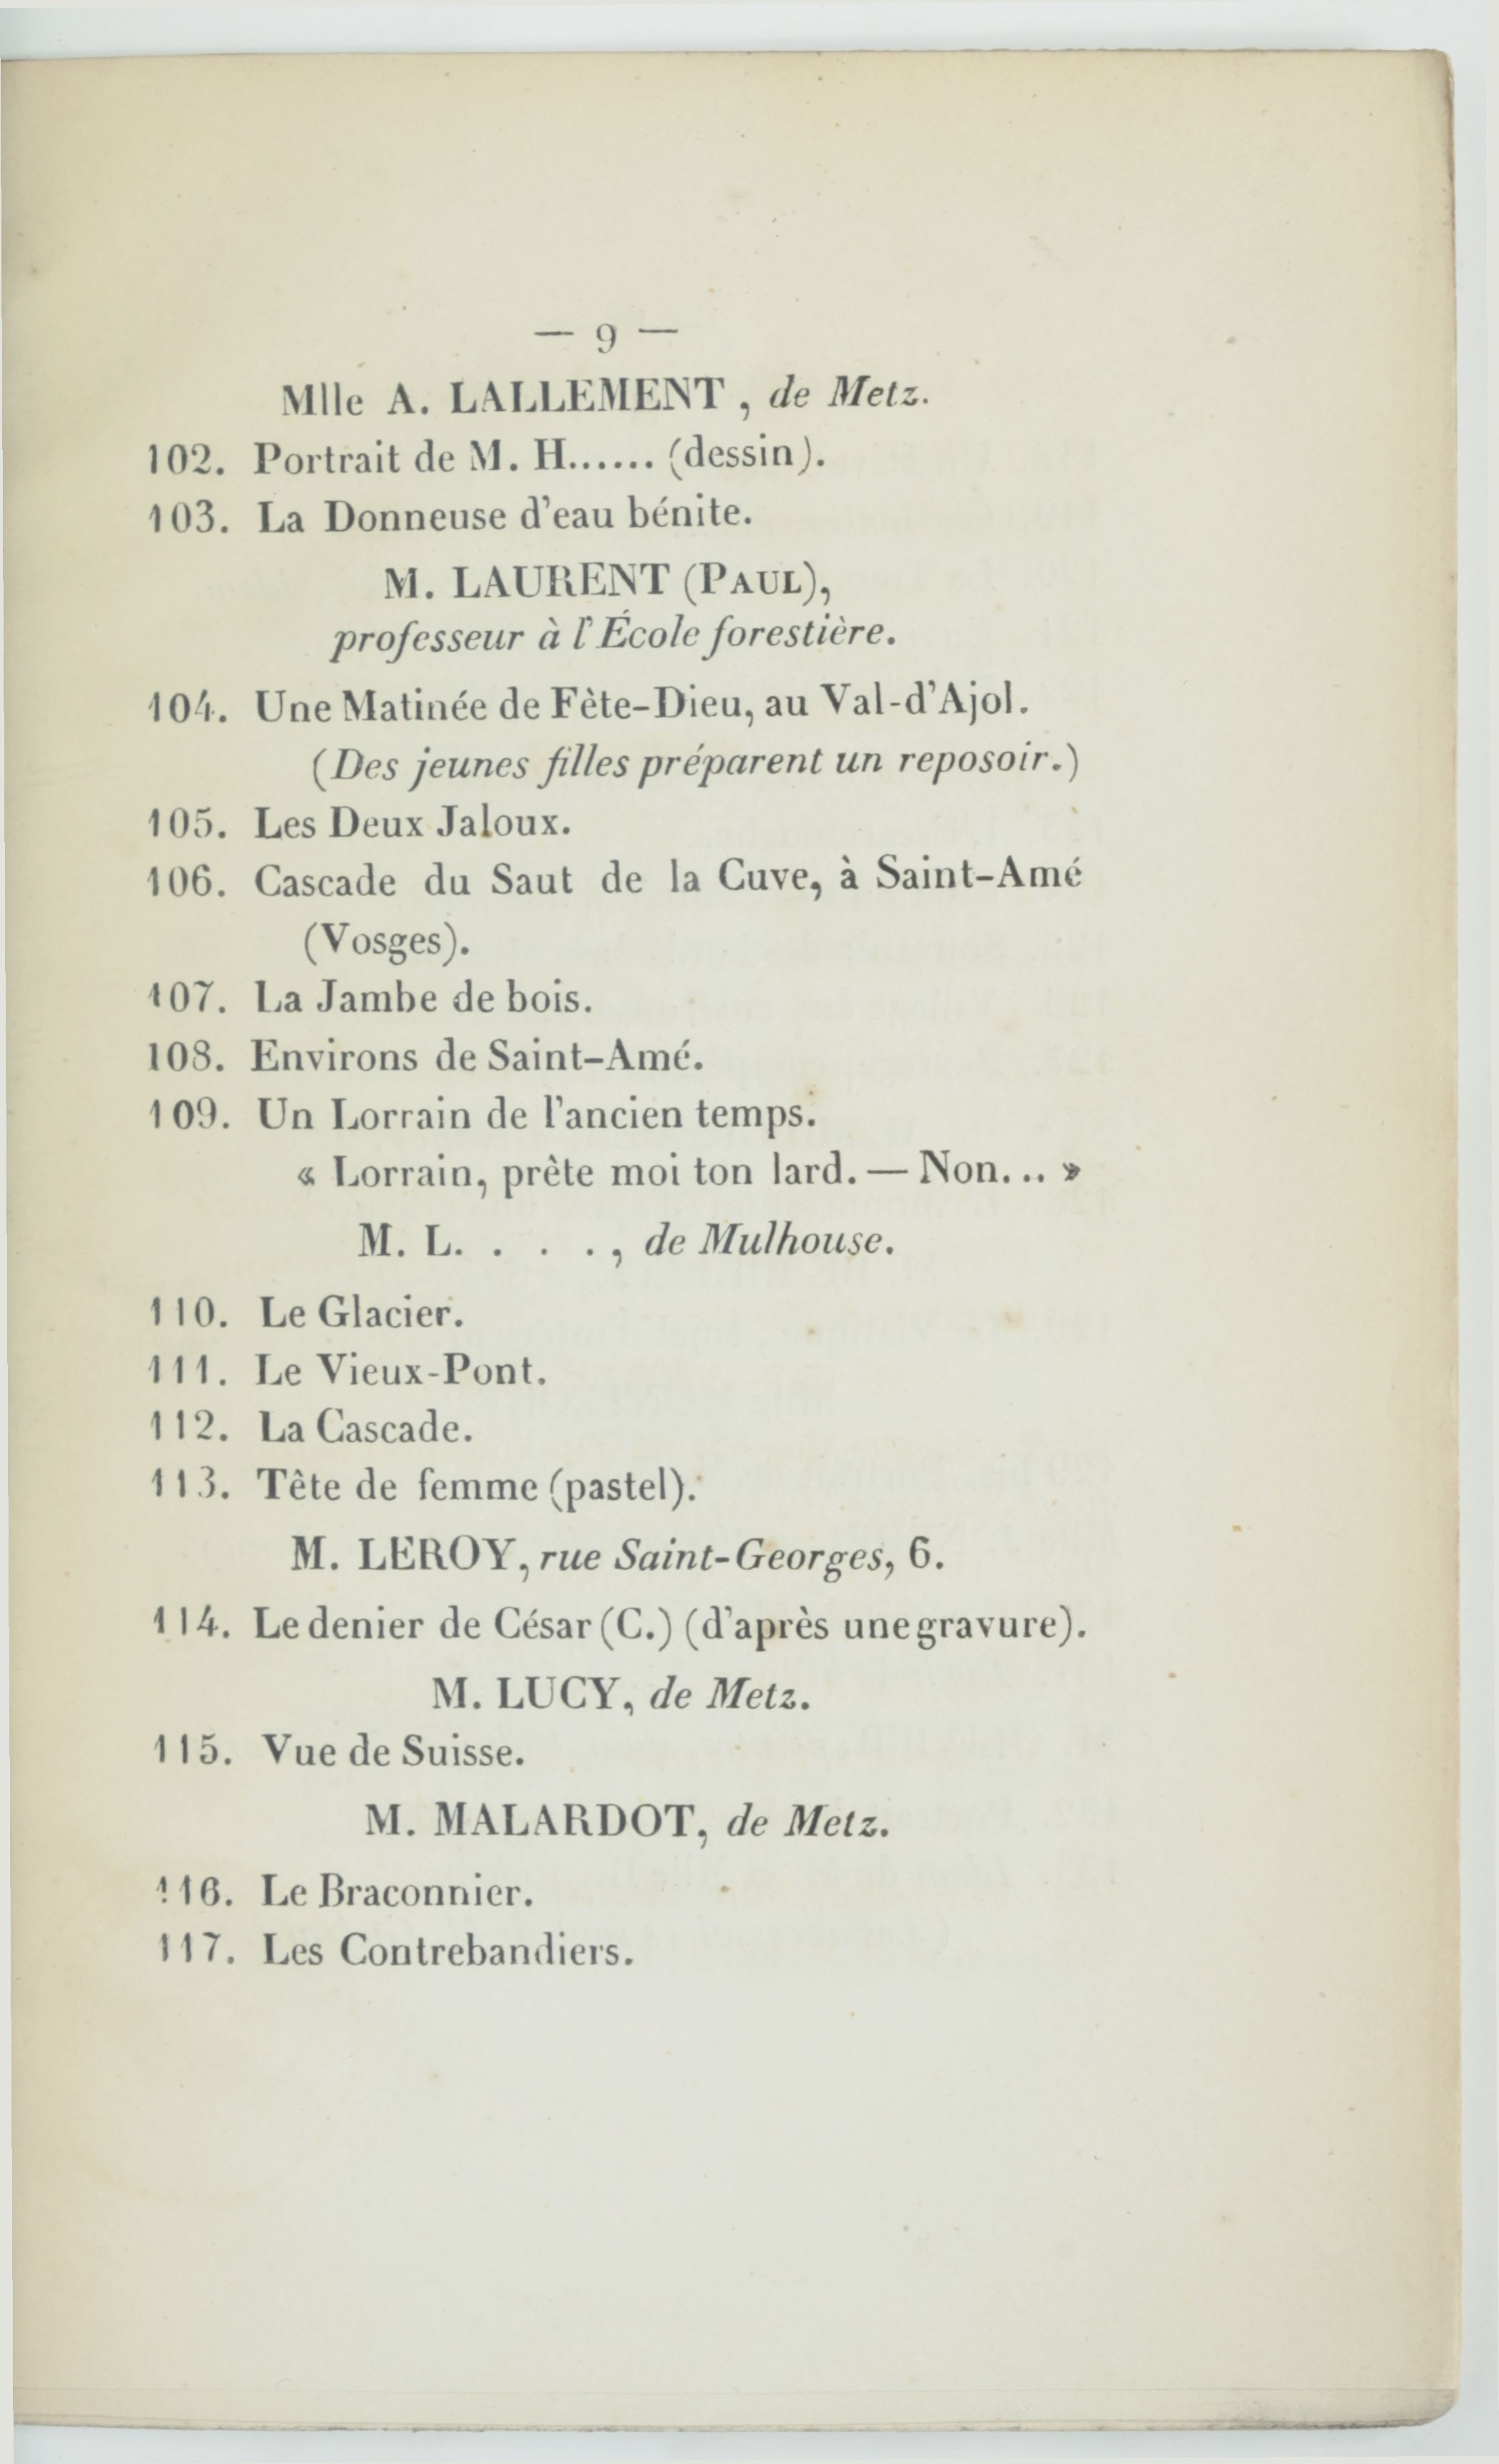 — 9 —
Mlle A. LALLEMENT, de Metz.
102. Portrait de M. H...... (dessin).
103. La Donneuse d'eau bénite.
M. LAURENT (PAUL),
professeur à l'École forestière.
104. Une Matinée de Fète-Dieu, au Val-d'Ajol.
(Des jeunes filles préparent un reposoir.)
105. Les Deux Jaloux.
106. Cascade du Saut de la Cuve, à Saint-Amé
(Vosges).
107. La Jambe de bois.
108. Environs de Saint-Amé.
109. Un Lorrain de l'ancien temps.
« Lorrain, prète moi ton lard. — Non... »
M. L. . . . ., de Mulhouse.
110. Le Glacier.
111. Le Vieux-Pont.
112. La Cascade.
113. Tête de femme (pastel).
M. LEROY, rue Saint-Georges, 6.
114. Le denier de César (C.) (d'après une gravure).
M. LUCY, de Metz.
115. Vue de Suisse.
M. MALARDOT, de Metz.
116. Le Braconnier.
117. Les Contrebandiers.